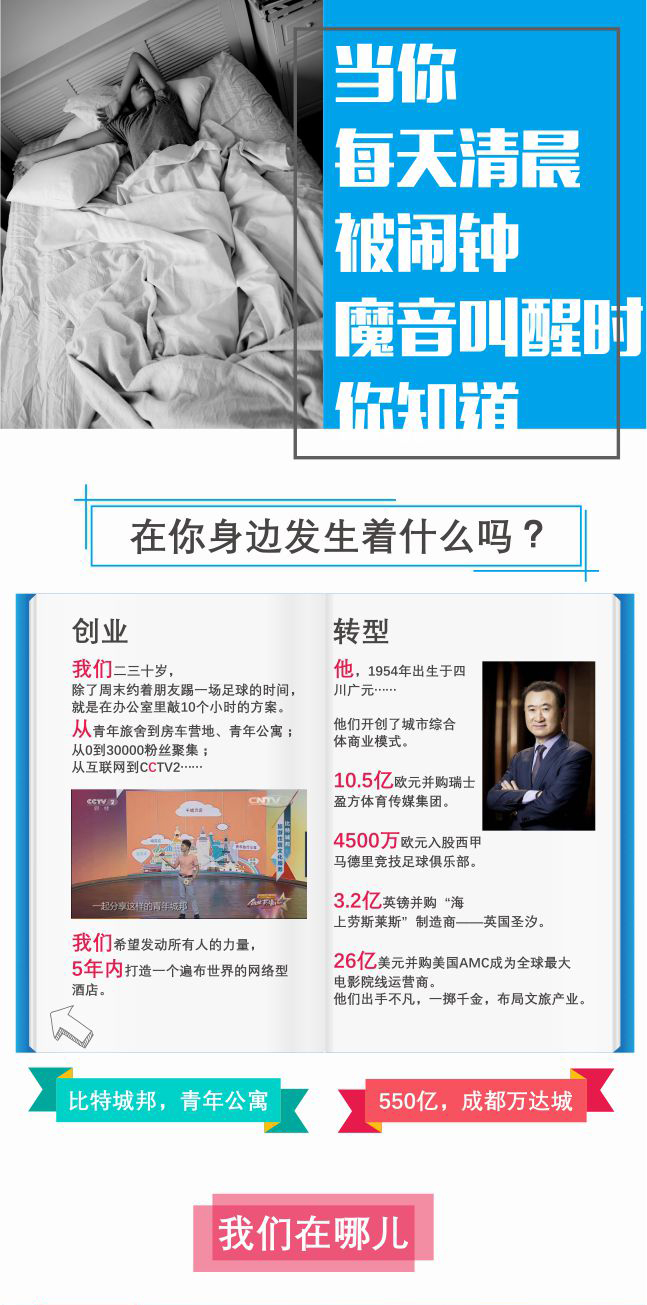 当你
每天清晨
被闹钟
魔音叫醒时
你知道
在你身边发生着什么吗？
创业
我们二三十岁，
除了周末约着朋友踢一场足球的时间，
就是在办公室里敲10个小时的方案。
从青年旅舍到房车营地、青年公寓；
从0到30000粉丝聚集；
从互联网到CCTV2……
CCTV 2
财经
CNTV
比特城邦
一起分享这样的青年城邦
我们希望发动所有人的力量，
5年内打造一个遍布世界的网络型
酒店。
转型
他，1954年出生于四
川广元……
他们开创了城市综合
体商业模式。
10.5亿欧元并购瑞士
盈方体育传媒集团。
4500万欧元入股西甲
马德里竞技足球俱乐部。
3.2亿英镑并购“海
上劳斯莱斯”制造商——英国圣汐。
26亿美元并购美国AMC成为全球最大
电影院线运营商。
他们出手不凡，一掷千金，布局文旅产业。
比特城邦，青年公寓
550亿，成都万达城
我们在哪儿